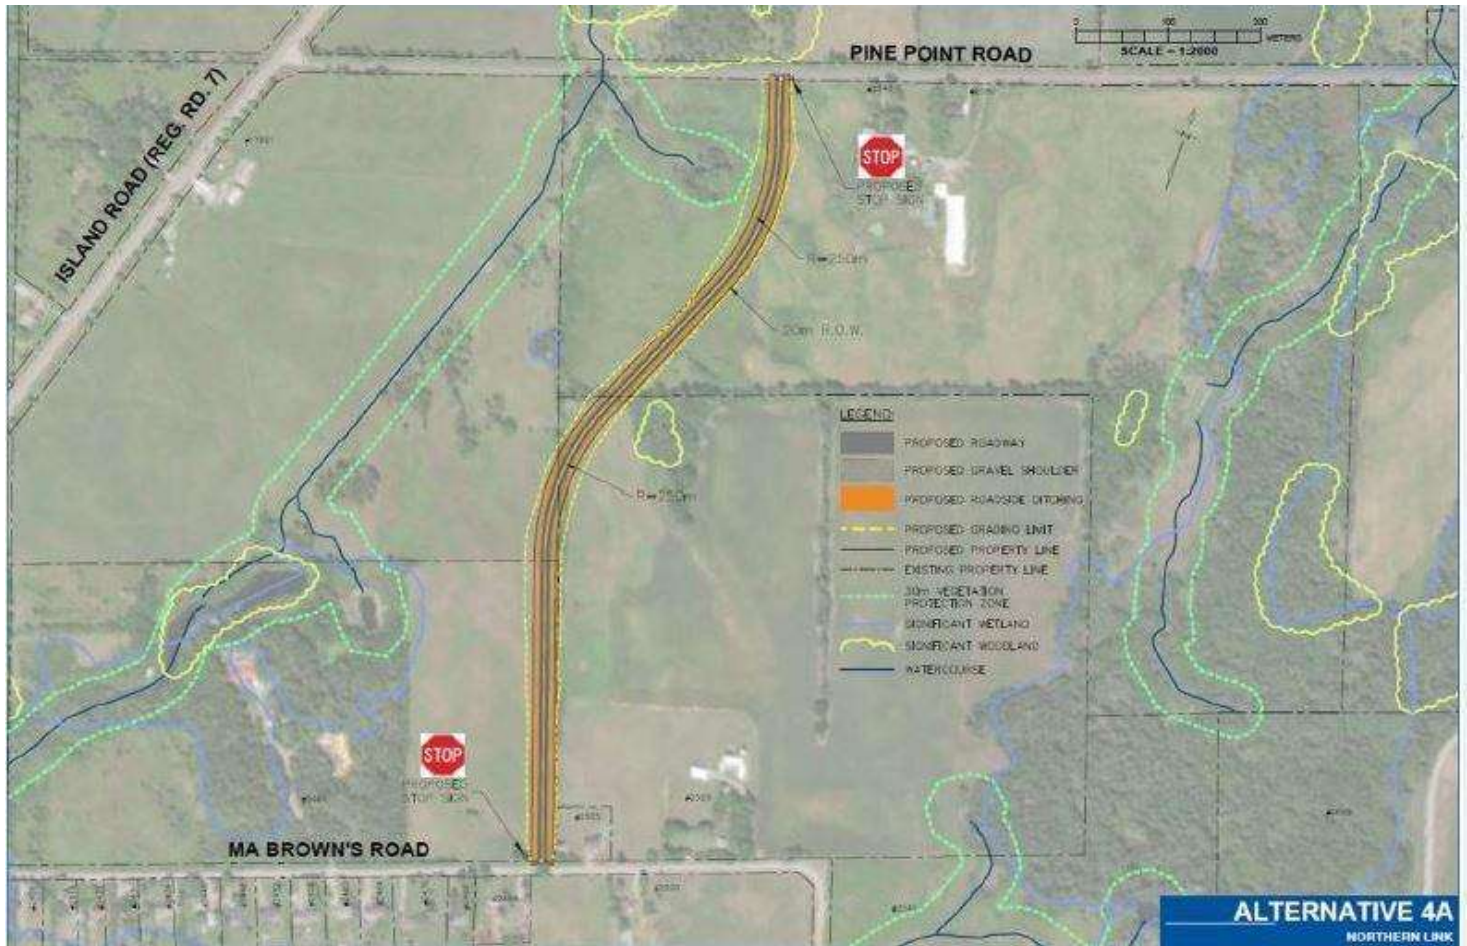 0 100 200
METERS
SCALE - 1:2000
PINE POINT ROAD
ISLAND ROAD (REG. RD. 7)
STOP
PROPOSED
STOP SIGN
R=250m
20m R.O.W.
R=250m
LEGEND
PROPOSED ROADWAY
PROPOSED GRAVEL SHOULDER
PROPOSED ROADSIDE DITCHING
PROPOSED GRADING LIMIT
PROPOSED PROPERTY LINE
EXISTING PROPERTY LINE
30m VEGETATION
PROTECTION ZONE
SIGNIFICANT WETLAND
SIGNIFICANT WOODLAND
WATERCOURSE
STOP
PROPOSED
STOP SIGN
MA BROWN'S ROAD
ALTERNATIVE 4A
NORTHERN LINK